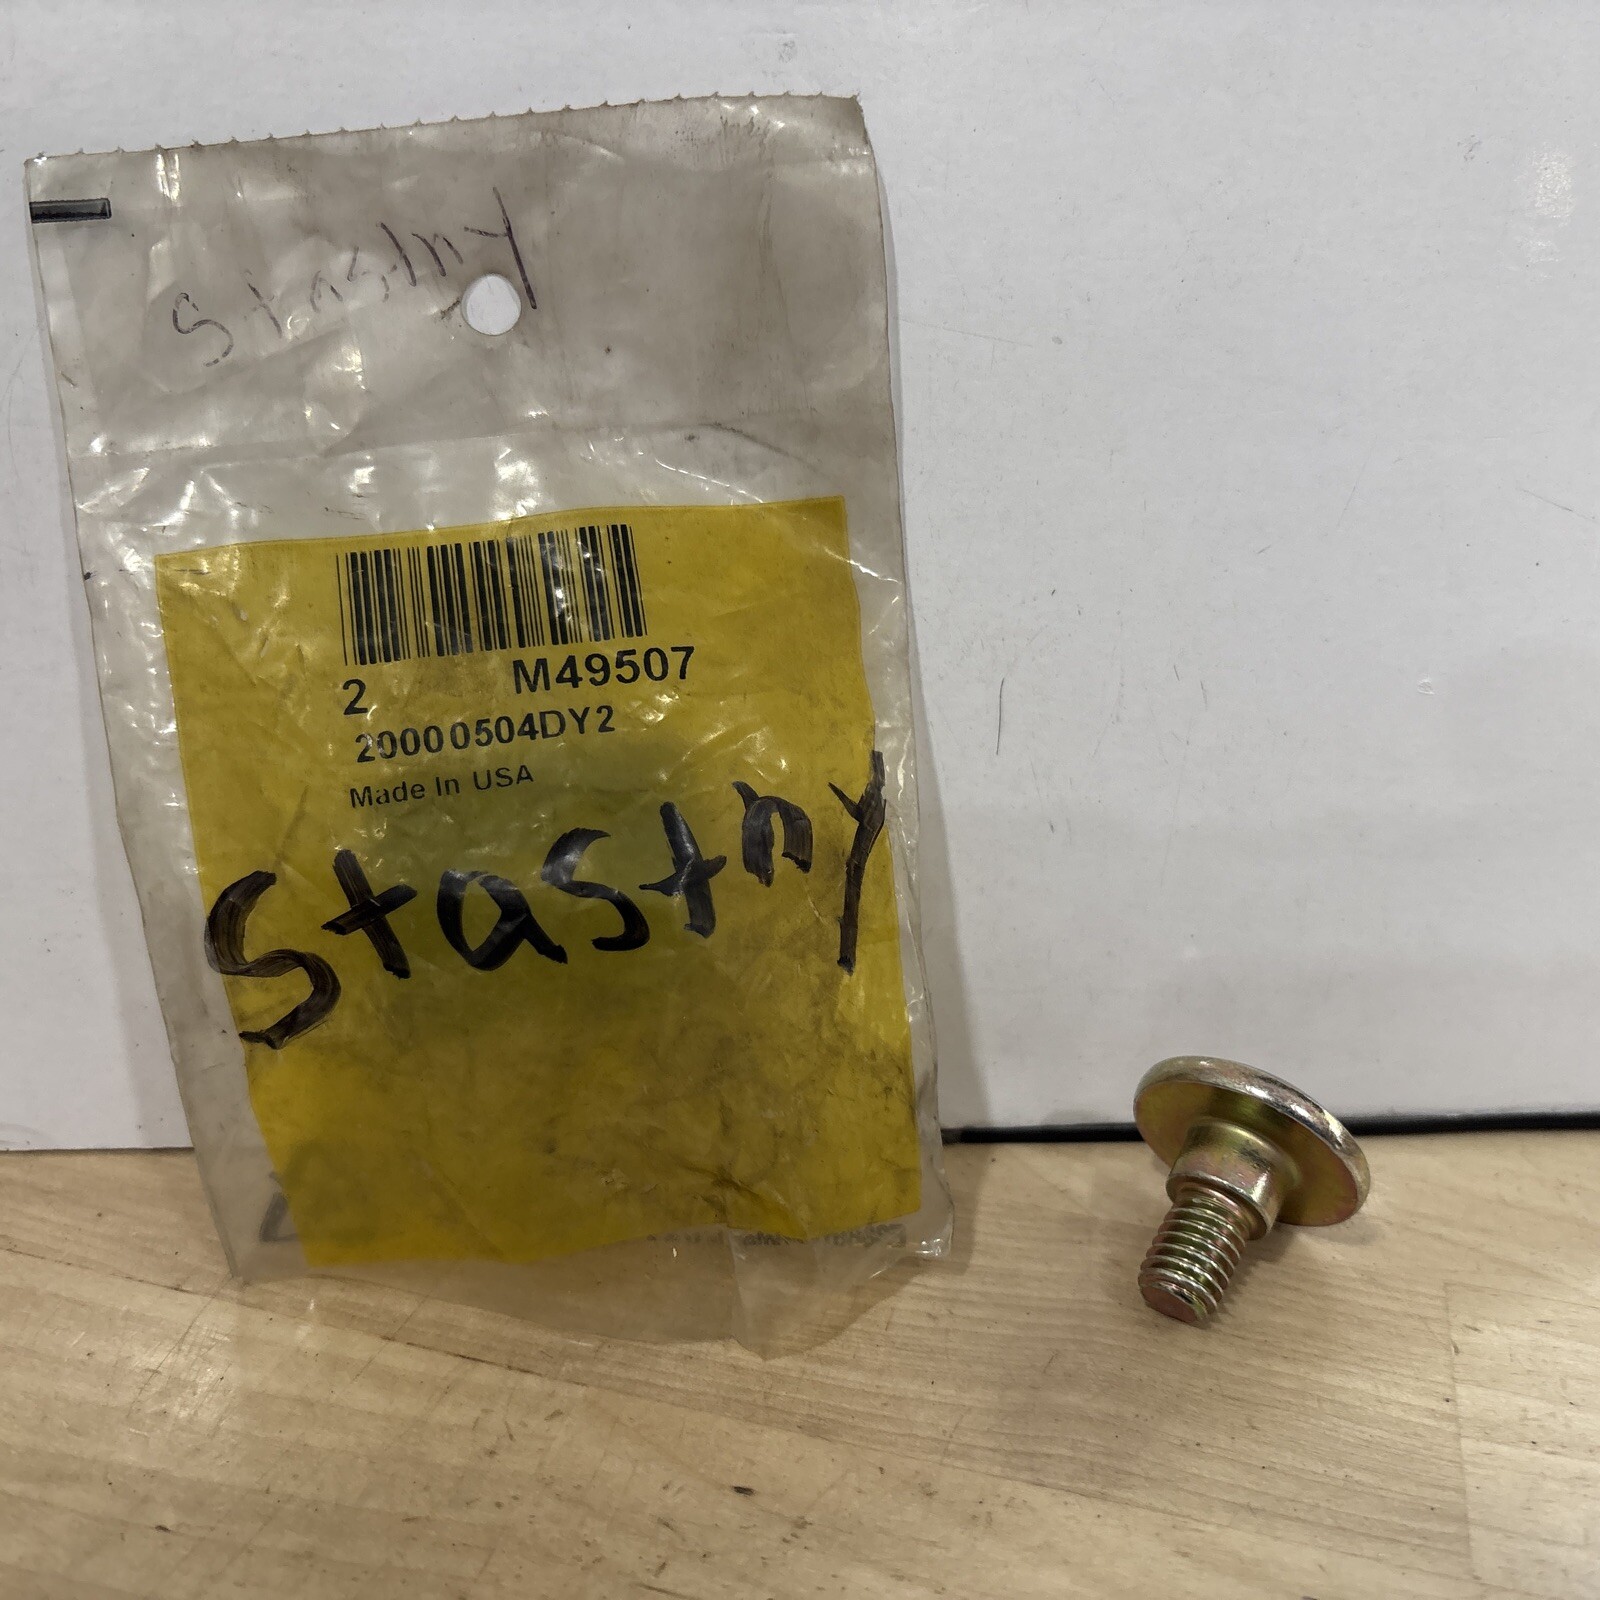 Stastny
2 M49507
20000504DY2
Made In USA
Stastny